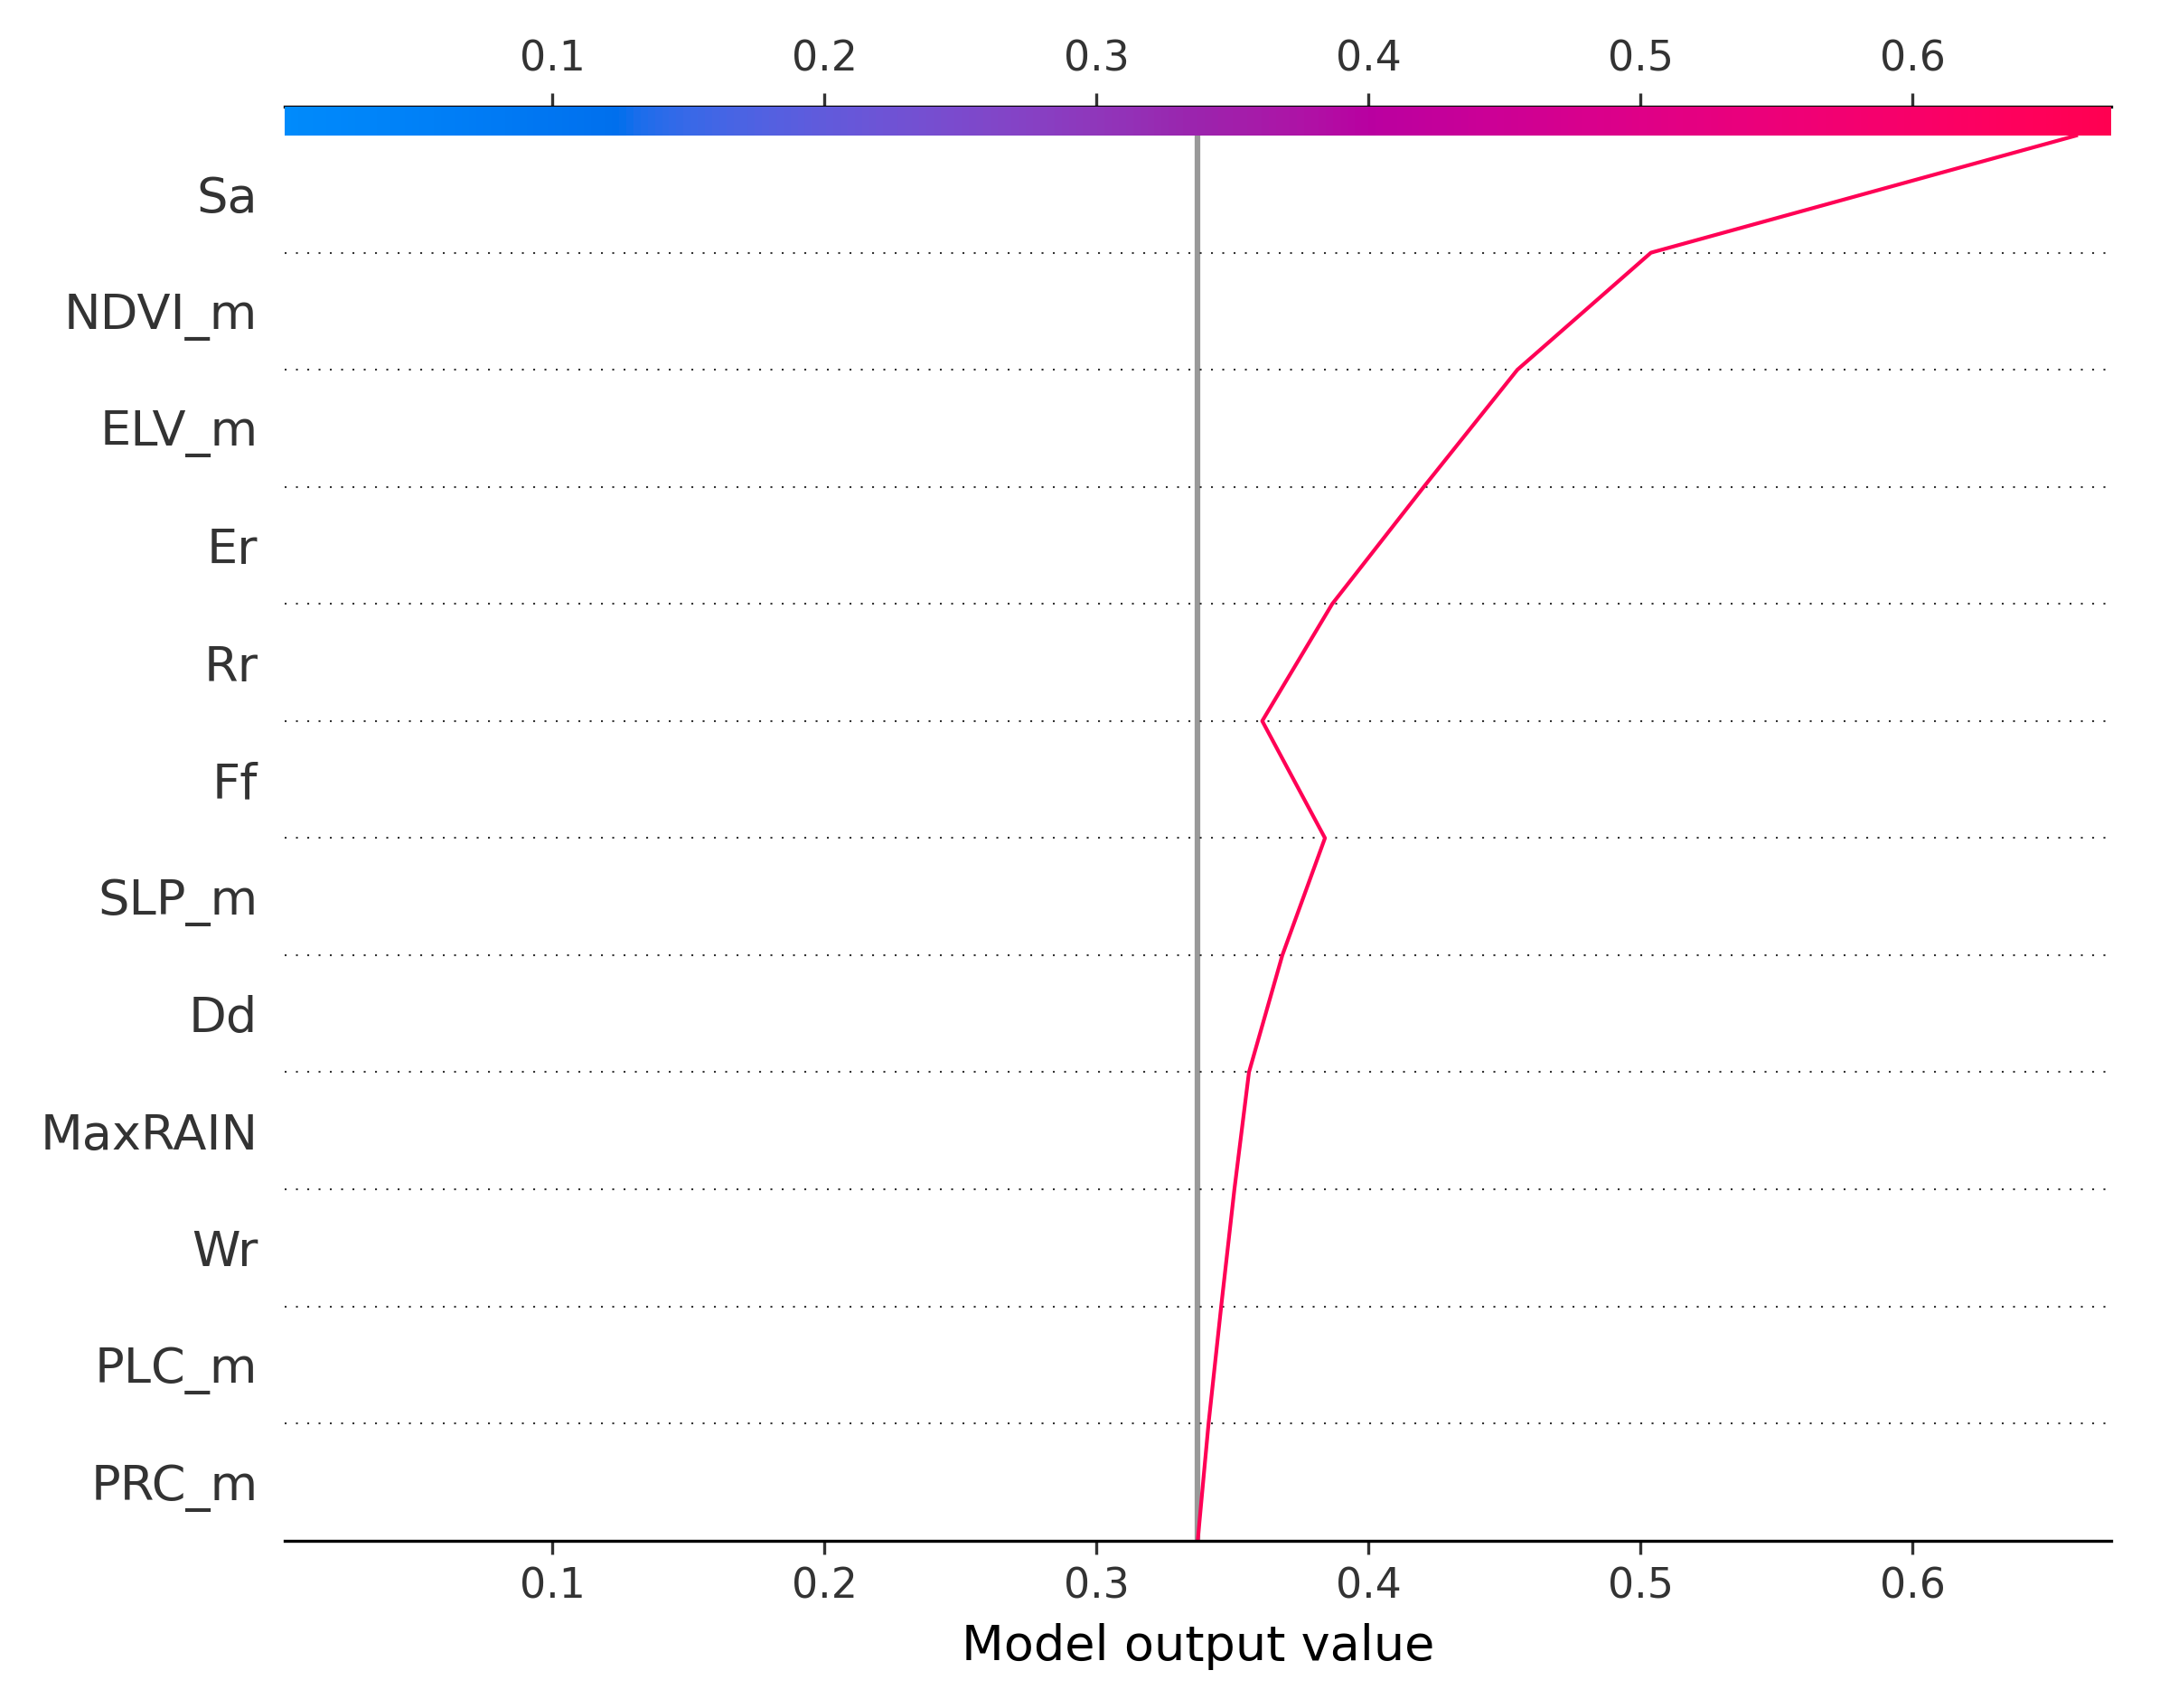 0.1 0.2 0.3 0.4 0.5 0.6
Sa
NDVI_m
ELV_m
Er
Rr
Ff
SLP_m
Dd
MaxRAIN
Wr
PLC_m
PRC_m
0.1 0.2 0.3 0.4 0.5 0.6
Model output value